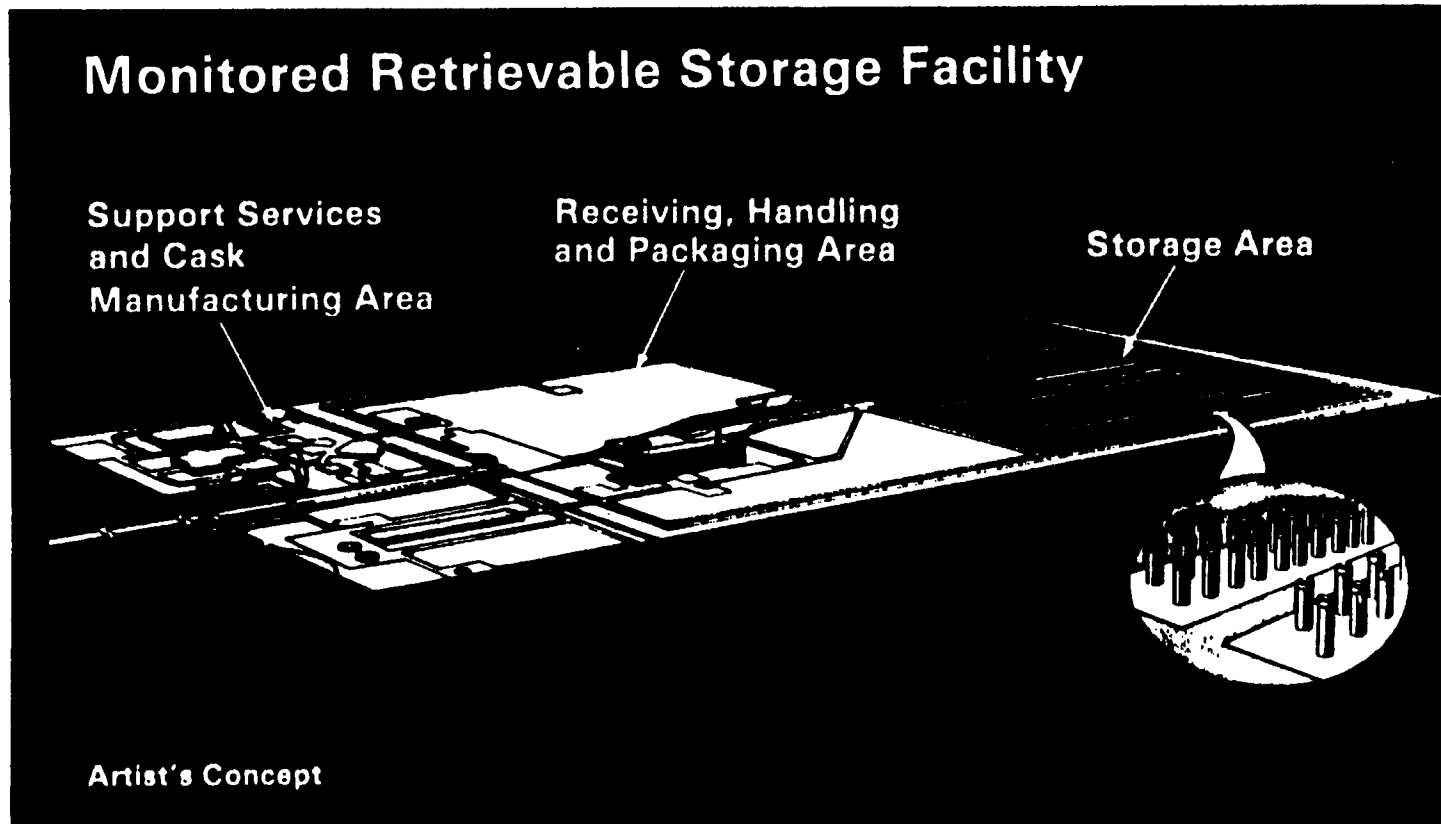 Monitored Retrievable Storage Facility
Support Services
and Cask
Manufacturing Area
Receiving, Handling
and Packaging Area
Storage Area
Artist's Concept